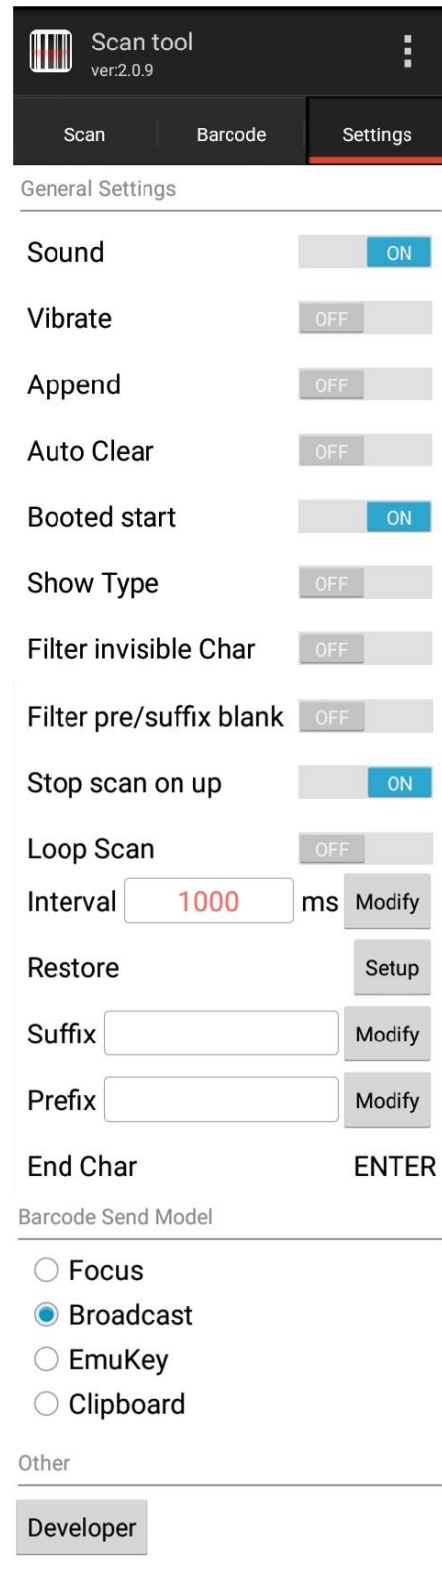 Scan tool
ver:2.0.9
Scan Barcode Settings
General Settings
Sound ON
Vibrate OFF
Append OFF
Auto Clear OFF
Booted start ON
Show Type OFF
Filter invisible Char OFF
Filter pre/suffix blank OFF
Stop scan on up ON
Loop Scan OFF
Interval 1000 ms Modify
Restore Setup
Suffix Modify
Prefix Modify
End Char ENTER
Barcode Send Model
Focus
Broadcast
EmuKey
Clipboard
Other
Developer